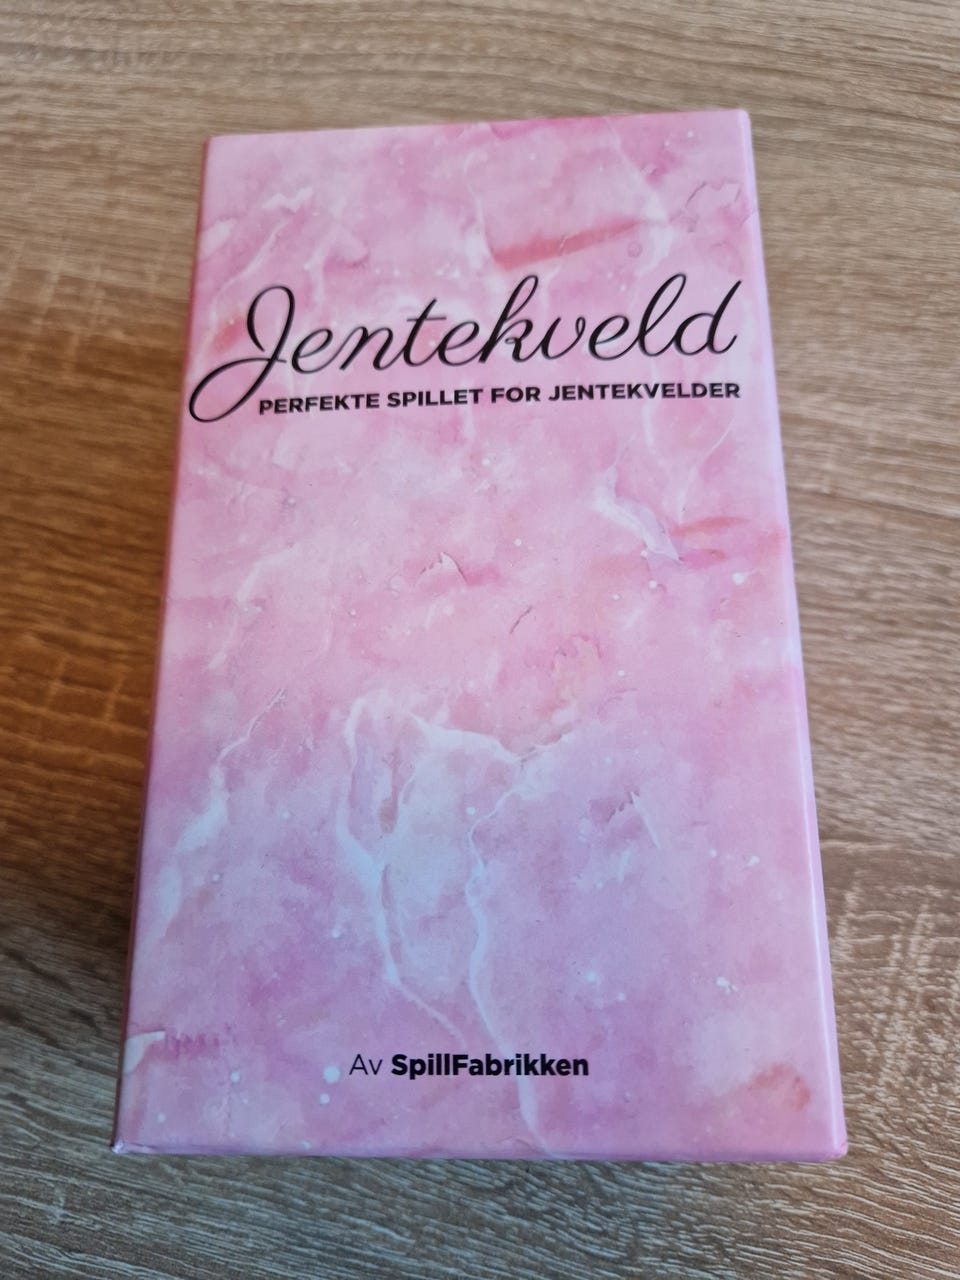 Jentekveld
PERFEKTE SPILLET FOR JENTEKVELDER
Av SpillFabrikken